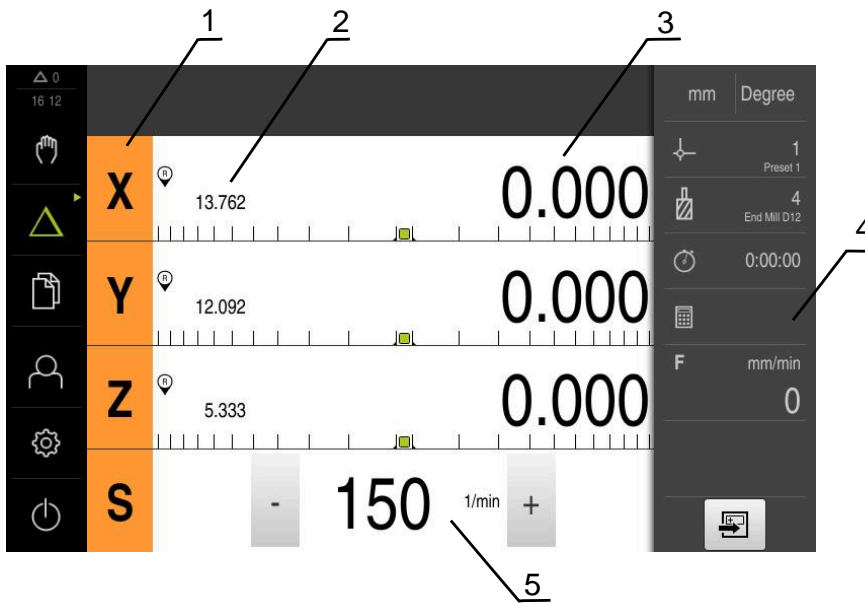 1 2 3
0
16 12
mm Degree
X R 13.762 0.000
1
Preset 1
4
End Mill D12
4
Y R 12.092 0.000
0:00:00
Z R 5.333 0.000
F mm/min
0
S - 150 1/min +
5